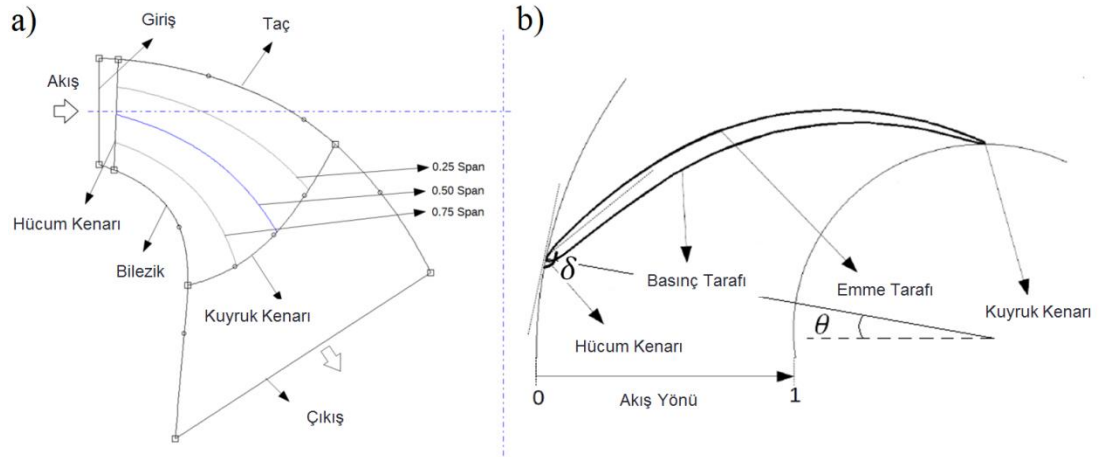 a)
Giriş
Taç
Akış
0.25 Span
0.50 Span
0.75 Span
Hücum Kenarı
Bilezik
Kuyruk Kenarı
Çıkış
b)
δ
Basınç Tarafı
Emme Tarafı
Kuyruk Kenarı
θ
Hücum Kenarı
0
Akış Yönü
1